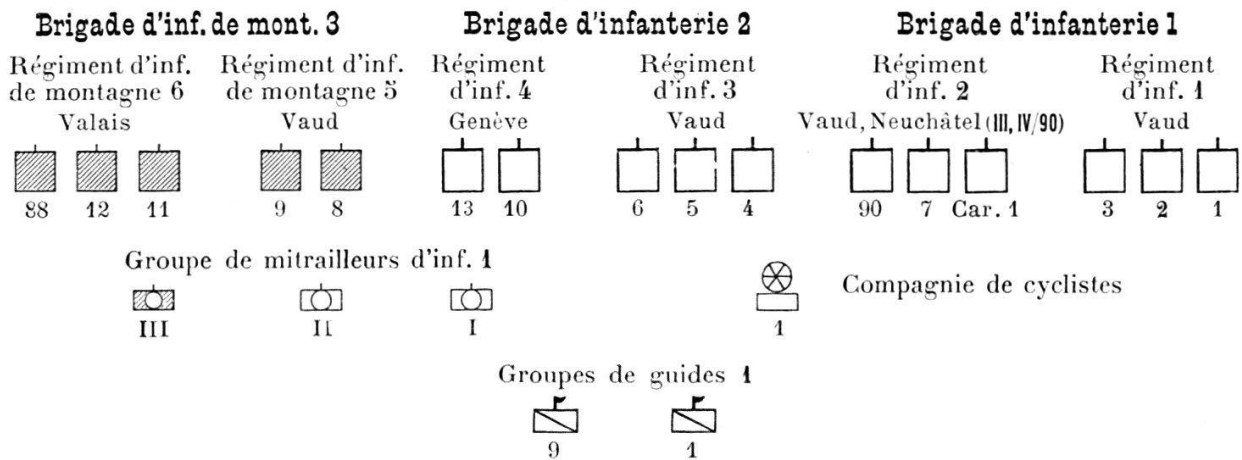 Brigade d'inf. de mont. 3 Brigade d'infanterie 2 Brigade d'infanterie 1
Régiment d'inf. Régiment d'inf. Régiment Régiment Régiment Régiment
de montagne 6 de montagne 5 d'inf. 4 d'inf. 3 d'inf. 2 d'inf. 1
Valais Vaud Genève Vaud Vaud, Neuchâtel (III, IV/90) Vaud
88 12 11 9 8 13 10 6 5 4 90 7 Car. 1 3 2 1
Groupe de mitrailleurs d'inf. 1
III II I
Compagnie de cyclistes
1
Groupes de guides 1
9 1